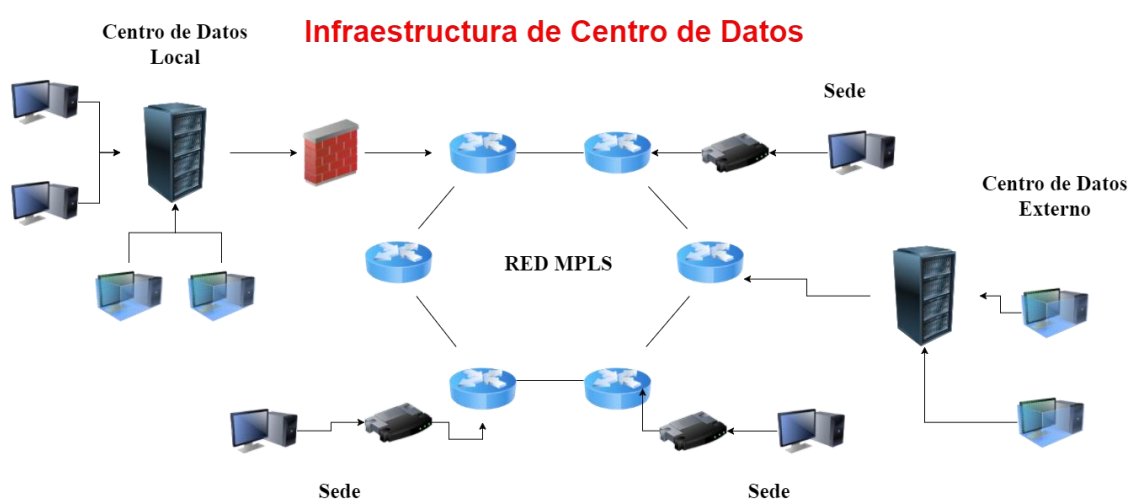 Infraestructura de Centro de Datos
Centro de Datos
Local
Sede
Centro de Datos
Externo
RED MPLS
Sede
Sede